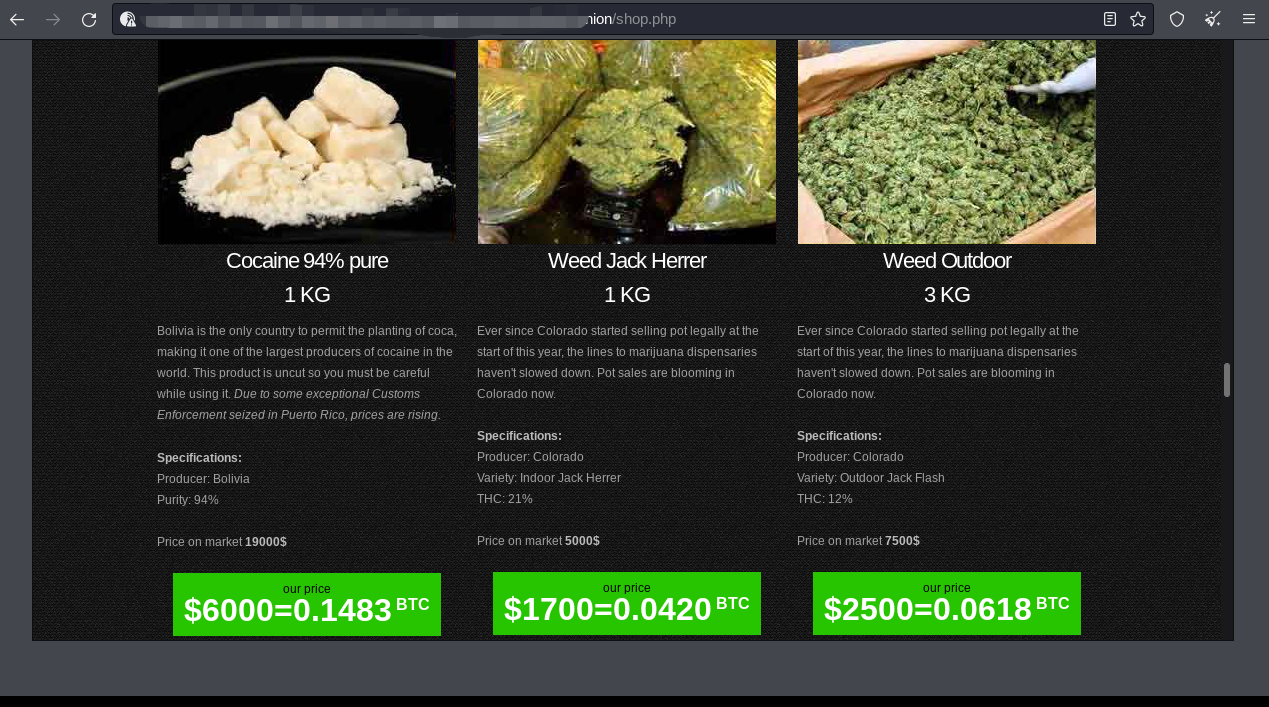 nion/shop.php
Cocaine 94% pure
1 KG
Bolivia is the only country to permit the planting of coca,
making it one of the largest producers of cocaine in the
world. This product is uncut so you must be careful
while using it. Due to some exceptional Customs
Enforcement seized in Puerto Rico, prices are rising.
Specifications:
Producer: Bolivia
Purity: 94%
Price on market 19000$
our price
$6000=0.1483 BTC
Weed Jack Herrer
1 KG
Ever since Colorado started selling pot legally at the
start of this year, the lines to marijuana dispensaries
haven't slowed down. Pot sales are blooming in
Colorado now.
Specifications:
Producer: Colorado
Variety: Indoor Jack Herrer
THC: 21%
Price on market 5000$
our price
$1700=0.0420 BTC
Weed Outdoor
3 KG
Ever since Colorado started selling pot legally at the
start of this year, the lines to marijuana dispensaries
haven't slowed down. Pot sales are blooming in
Colorado now.
Specifications:
Producer: Colorado
Variety: Outdoor Jack Flash
THC: 12%
Price on market 7500$
our price
$2500=0.0618 BTC